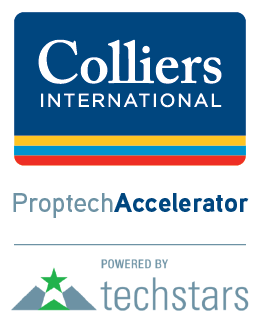 Colliers
INTERNATIONAL
ProptechAccelerator
POWERED BY
techstars